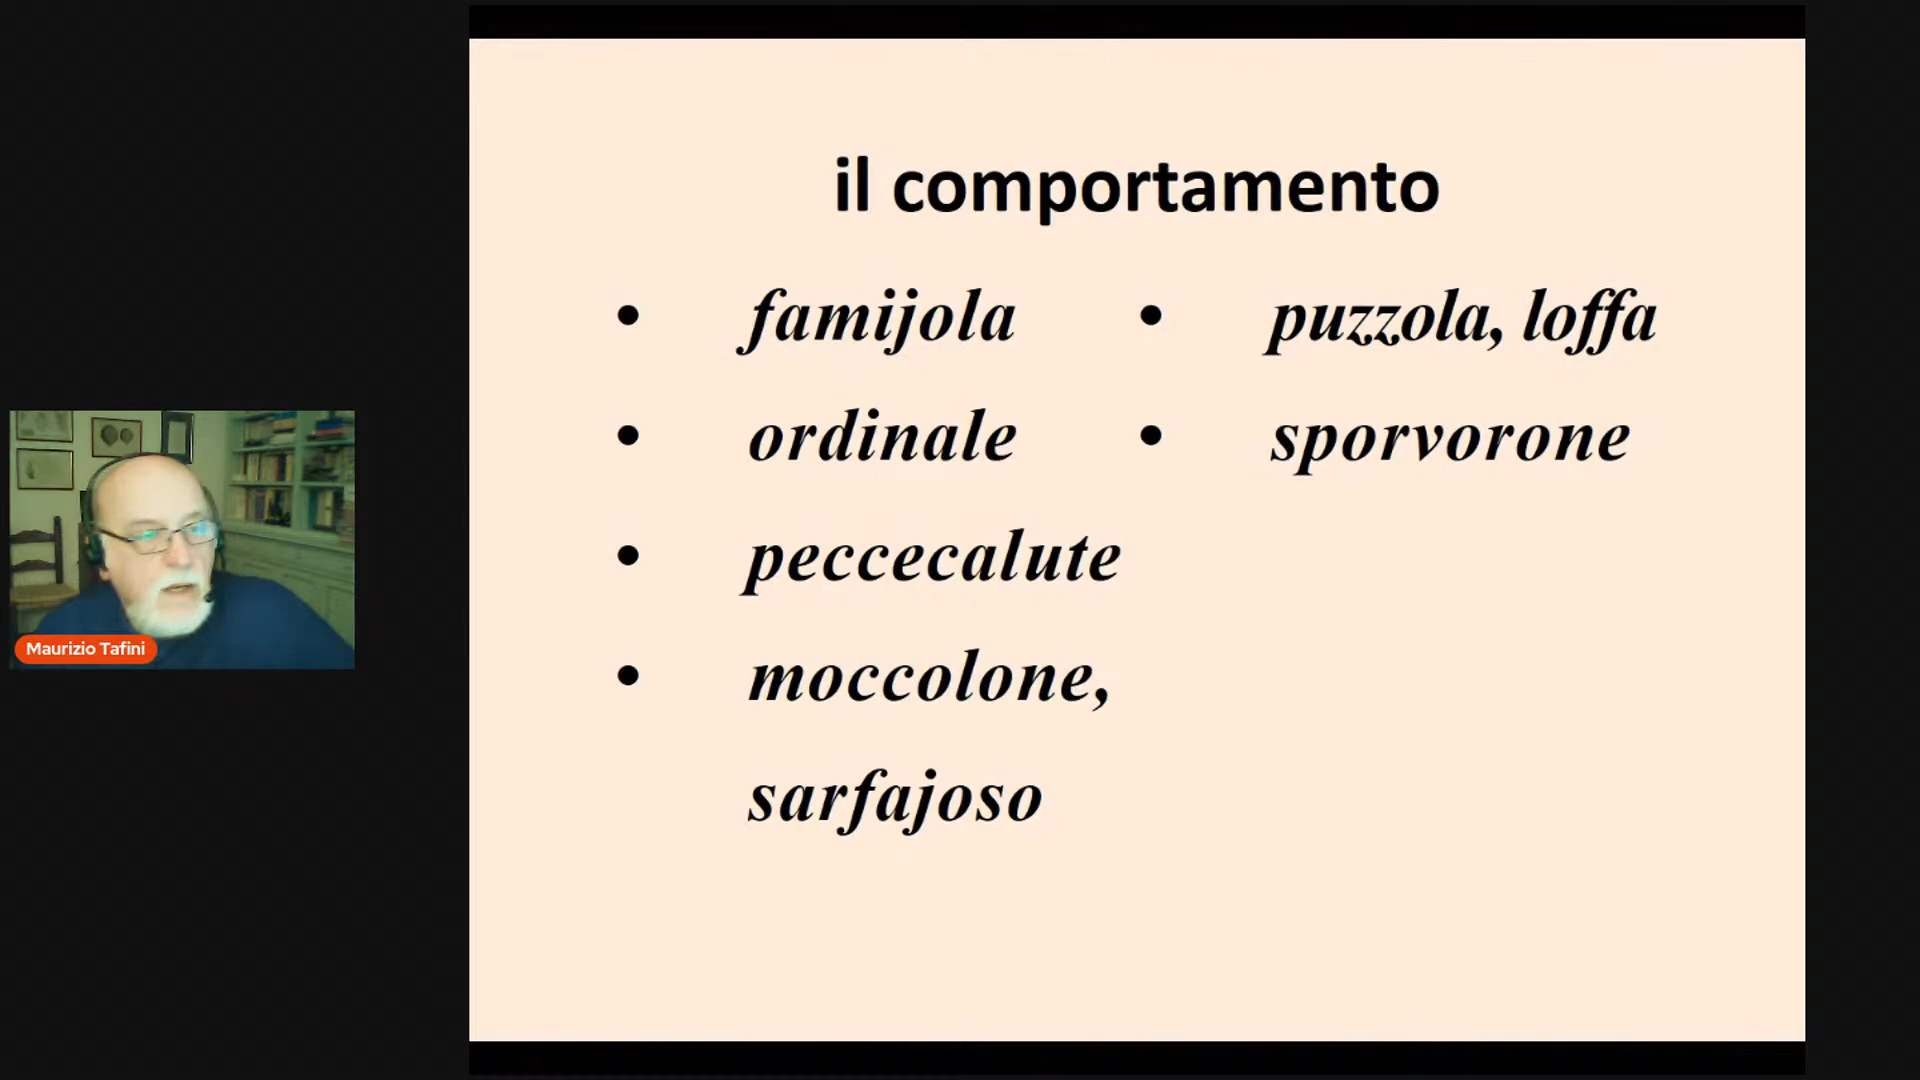 il comportamento
famijola
ordinale
peccecalute
moccolone,
sarfajoso
puzzola, loffa
sporvorone
Maurizio Tafini